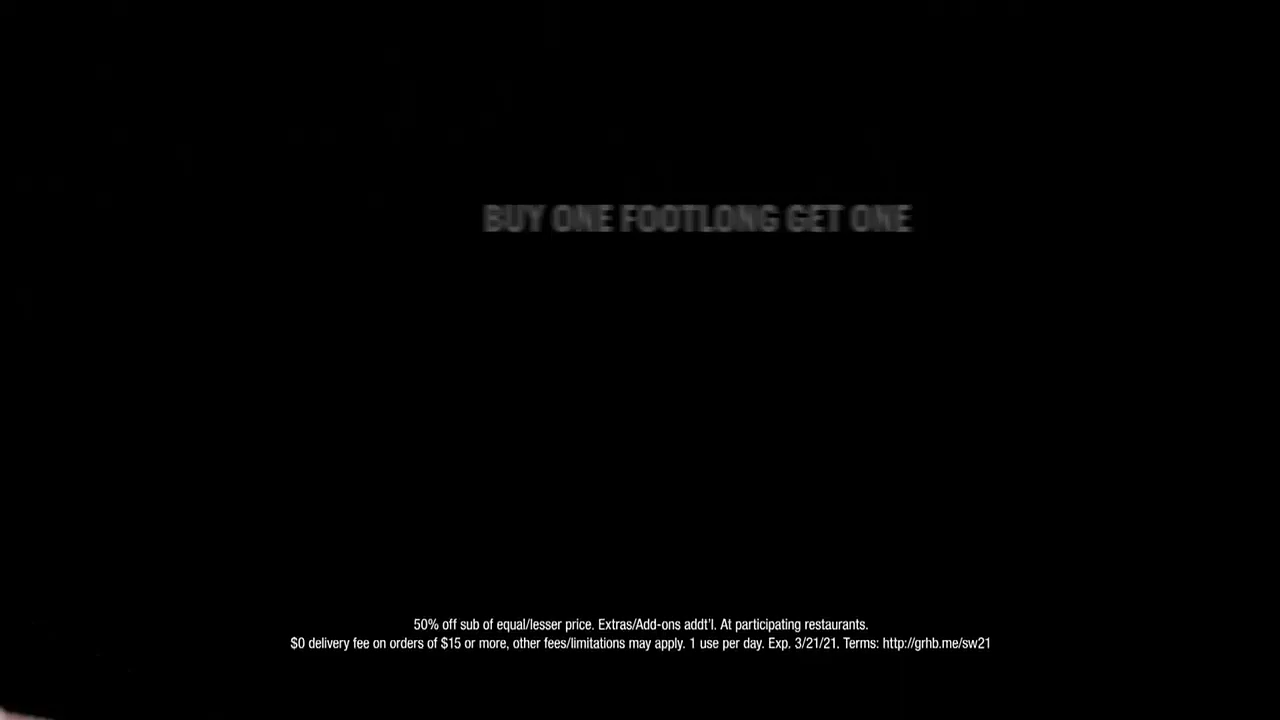 BUY ONE FOOTLONG GET ONE
50% off sub of equal/lesser price. Extras/Add-ons addt'l. At participating restaurants.
$0 delivery fee on orders of $15 or more, other fees/limitations may apply. 1 use per day. Exp. 3/21/21. Terms: http://grhb.me/sw21